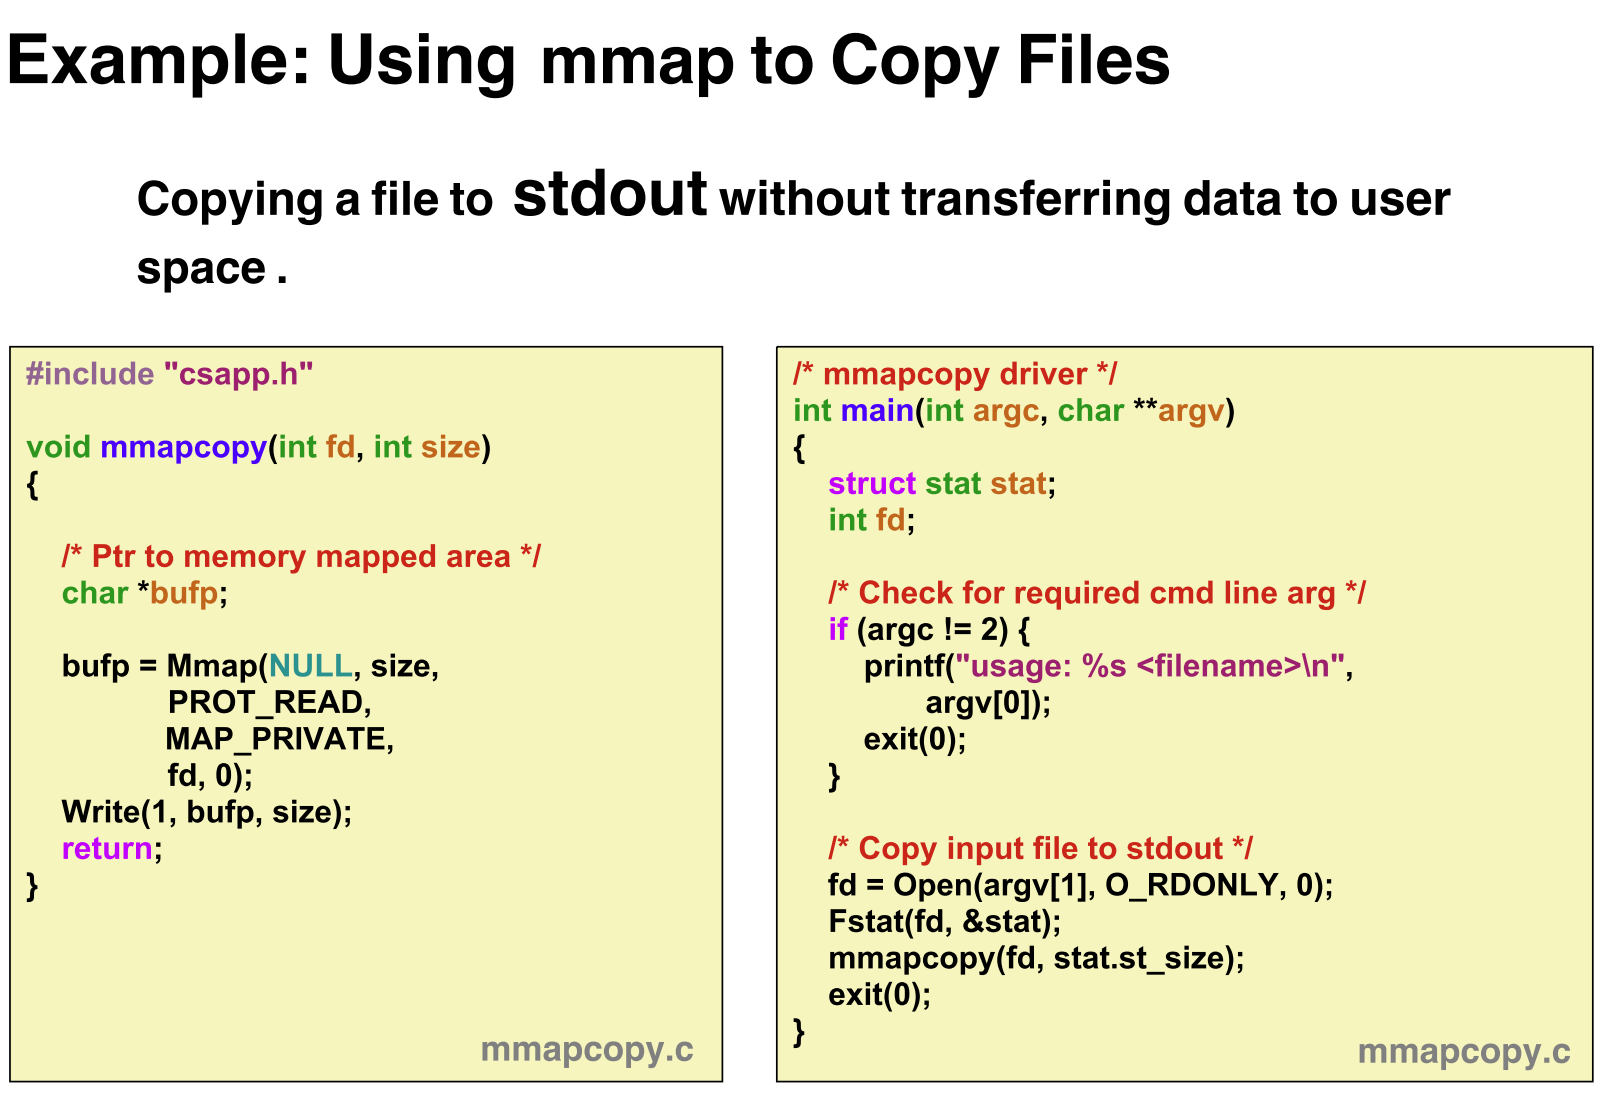 Example: Using mmap to Copy Files
Copying a file to stdout without transferring data to user
space .
#include "csapp.h"
void mmapcopy(int fd, int size)
{
/* Ptr to memory mapped area */
char *bufp;
bufp = Mmap(NULL, size,
PROT_READ,
MAP_PRIVATE,
fd, 0);
Write(1, bufp, size);
return;
}
mmapcopy.c
/* mmapcopy driver */
int main(int argc, char **argv)
{
struct stat stat;
int fd;
/* Check for required cmd line arg */
if (argc != 2) {
printf("usage: %s <filename>\n",
argv[0]);
exit(0);
}
/* Copy input file to stdout */
fd = Open(argv[1], O_RDONLY, 0);
Fstat(fd, &stat);
mmapcopy(fd, stat.st_size);
exit(0);
}
mmapcopy.c